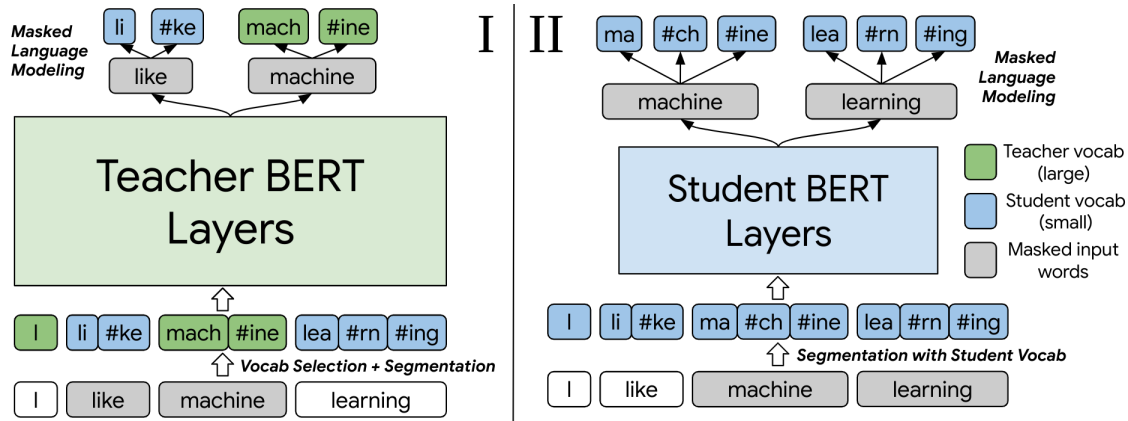 Masked
Language
Modeling
li #ke mach #ine
like machine
I
Teacher BERT
Layers
I li #ke mach #ine lea #rn #ing
Vocab Selection + Segmentation
I like machine learning
II
ma #ch #ine lea #rn #ing
machine learning
Masked
Language
Modeling
Student BERT
Layers
Teacher vocab
(large)
Student vocab
(small)
Masked input
words
I li #ke ma #ch #ine lea #rn #ing
Segmentation with Student Vocab
I like machine learning